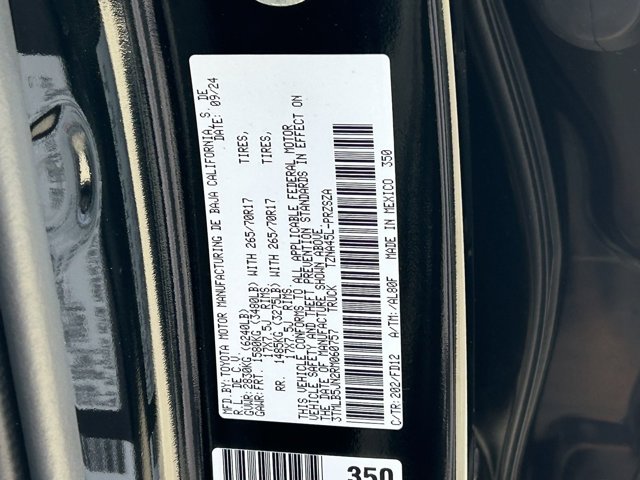 MFD.BY:TOYOTA MOTOR MANUFACTURING DE BAJA CALIFORNIA, S. DE
R.L. DE C.V. DATE: 09/24
GVWR:2830KG (6240LB)
GAWR:FRT. 1580KG (3480LB) WITH 265/70R17 TIRES,
17X7.5J RIMS,
RR. 1485KG (3275LB) WITH 265/70R17 TIRES,
17X7.5J RIMS.
THIS VEHICLE CONFORMS TO ALL APPLICABLE FEDERAL MOTOR
VEHICLE SAFETY AND THEFT PREVENTION STANDARDS IN EFFECT ON
THE DATE OF MANUFACTURE SHOWN ABOVE.
3TMLB5JN2RM060757 TRUCK TZNA45L-PRZSZA
C/TR:202/FD12 A/TM:/AL80F MADE IN MEXICO 350
350